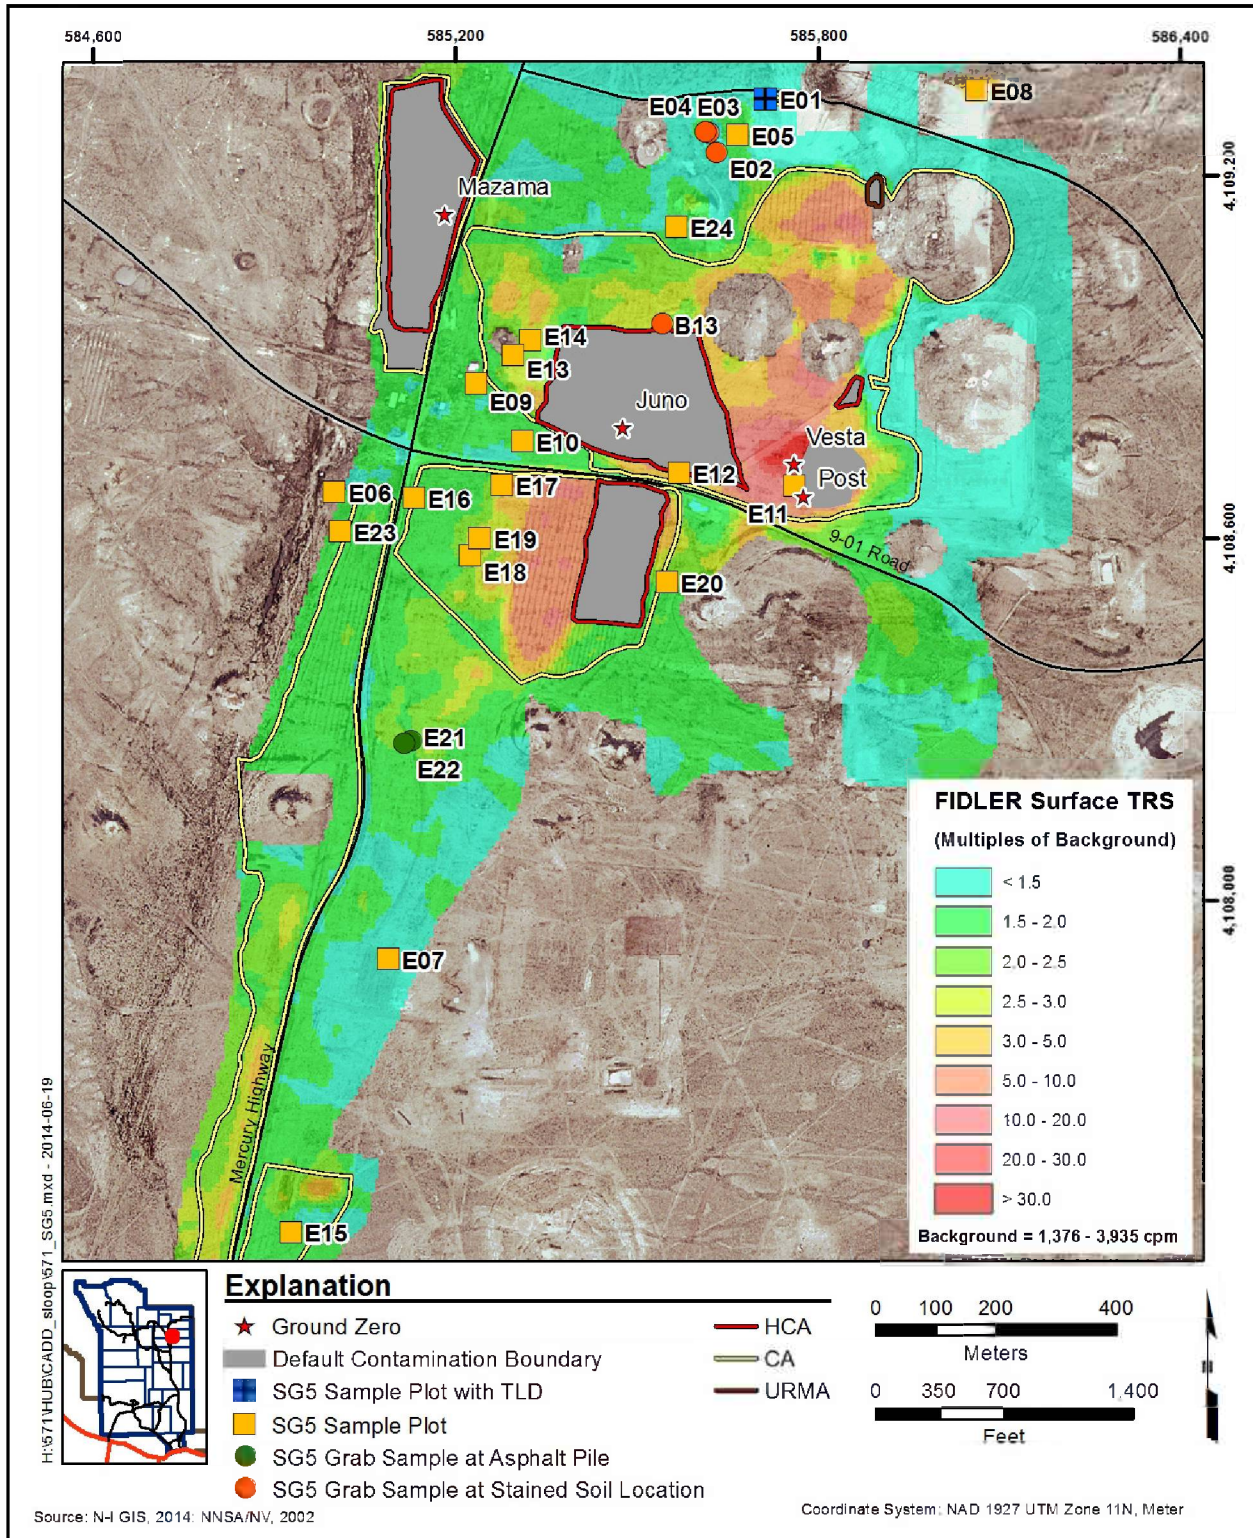 584,600 585,200 585,800 586,400
E08
E04 E03 E01
E05
E02
4,109,200
Mazama
E24
B13
E14
E13
Juno
E09
Vesta
E10
E12
Post
E06 E16 E17
E11
E23
E19
9-01 Road
4,108,600
E18
E20
E21
E22
FIDLER Surface TRS
(Multiples of Background)
< 1.5
1.5 - 2.0
2.0 - 2.5
2.5 - 3.0
3.0 - 5.0
5.0 - 10.0
10.0 - 20.0
20.0 - 30.0
> 30.0
Background = 1,376 - 3,935 cpm
4,108,000
E07
Mercury Highway
E15
H:\571\HUB\CADD_sloop\571_SG5.mxd - 2014-06-19
Explanation
Ground Zero
Default Contamination Boundary
SG5 Sample Plot with TLD
SG5 Sample Plot
SG5 Grab Sample at Asphalt Pile
SG5 Grab Sample at Stained Soil Location
HCA
CA
URMA
0 100 200 400
Meters
0 350 700 1,400
Feet
Source: N-I GIS, 2014; NNSA/NV, 2002
Coordinate System: NAD 1927 UTM Zone 11N, Meter